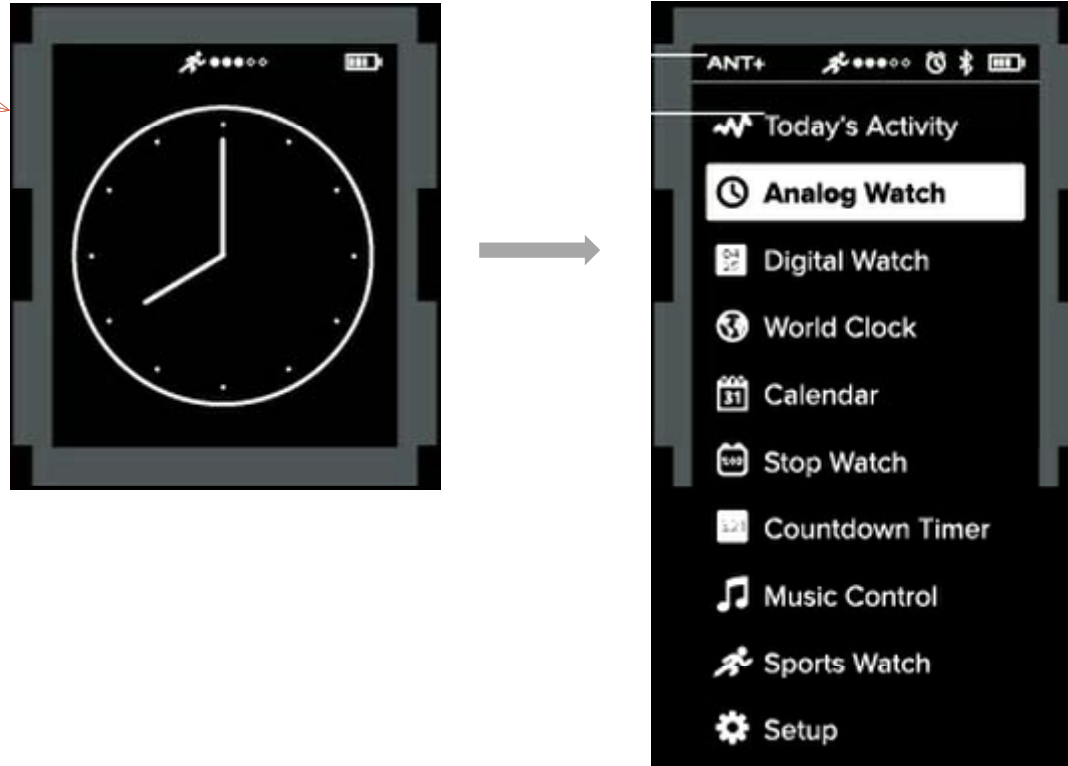 ANT+
Today's Activity
Analog Watch
Digital Watch
World Clock
31
Calendar
Stop Watch
Countdown Timer
Music Control
Sports Watch
Setup